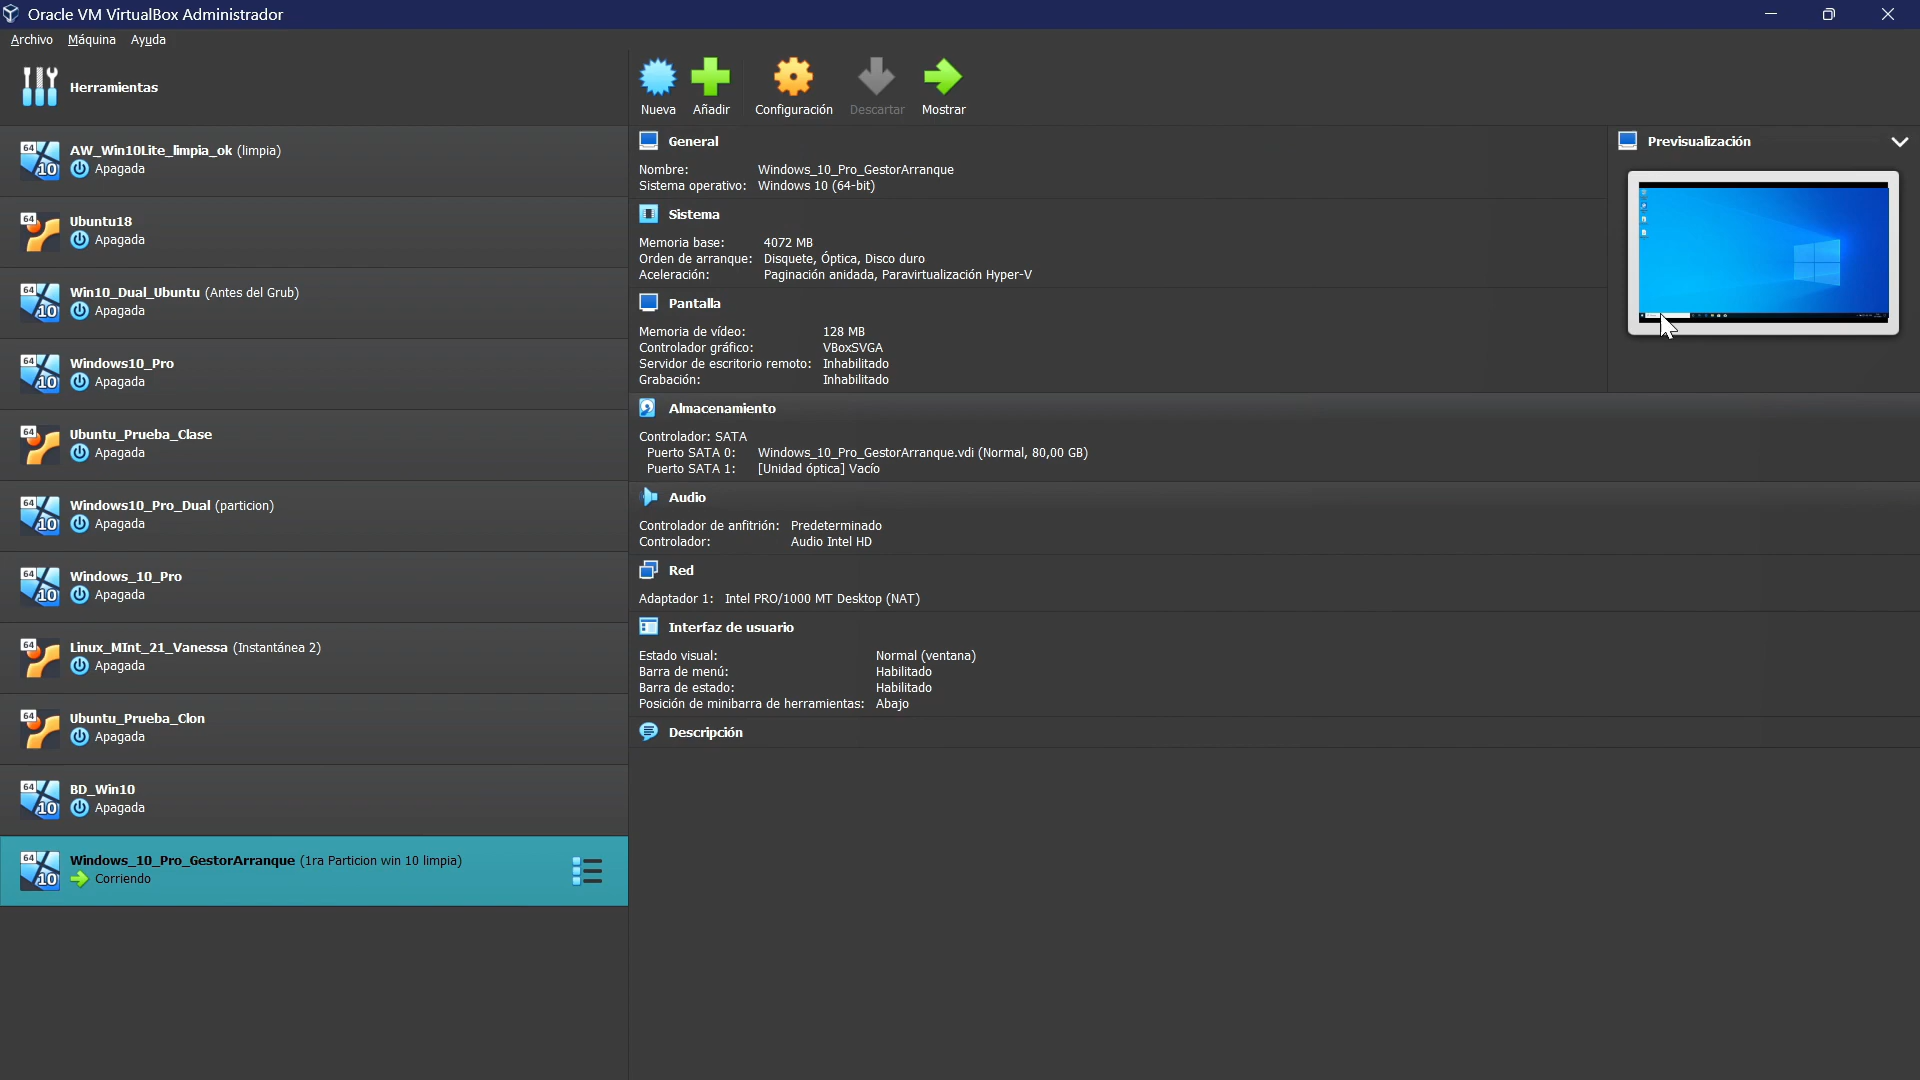 Oracle VM VirtualBox Administrador
Archivo Máquina Ayuda
Herramientas
Nueva Añadir Configuración Descartar Mostrar
AW_Win10Lite_limpia_ok (limpia)
Apagada
Ubuntu18
Apagada
Win10_Dual_Ubuntu (Antes del Grub)
Apagada
Windows10_Pro
Apagada
Ubuntu_Prueba_Clase
Apagada
Windows10_Pro_Dual (particion)
Apagada
Windows_10_Pro
Apagada
Linux_MInt_21_Vanessa (Instantánea 2)
Apagada
Ubuntu_Prueba_Clon
Apagada
BD_Win10
Apagada
Windows_10_Pro_GestorArranque (1ra Particion win 10 limpia)
Corriendo
General
Nombre: Windows_10_Pro_GestorArranque
Sistema operativo: Windows 10 (64-bit)
Sistema
Memoria base: 4072 MB
Orden de arranque: Disquete, Óptica, Disco duro
Aceleración: Paginación anidada, Paravirtualización Hyper-V
Pantalla
Memoria de vídeo: 128 MB
Controlador gráfico: VBoxSVGA
Servidor de escritorio remoto: Inhabilitado
Grabación: Inhabilitado
Almacenamiento
Controlador: SATA
Puerto SATA 0: Windows_10_Pro_GestorArranque.vdi (Normal, 80,00 GB)
Puerto SATA 1: [Unidad óptica] Vacío
Audio
Controlador de anfitrión: Predeterminado
Controlador: Audio Intel HD
Red
Adaptador 1: Intel PRO/1000 MT Desktop (NAT)
Interfaz de usuario
Estado visual: Normal (ventana)
Barra de menú: Habilitado
Barra de estado: Habilitado
Posición de minibarra de herramientas: Abajo
Descripción
Previsualización